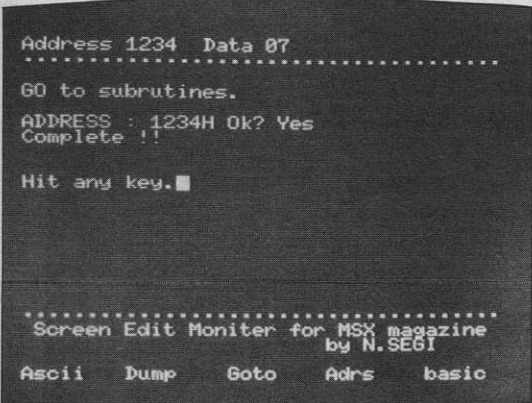 Address 1234 Data 07
GO to subrutines.
ADDRESS : 1234H Ok? Yes
Complete !!
Hit any key.
Screen Edit Moniter for MSX magazine
by N.SEGI
Ascii Dump Goto Adrs basic